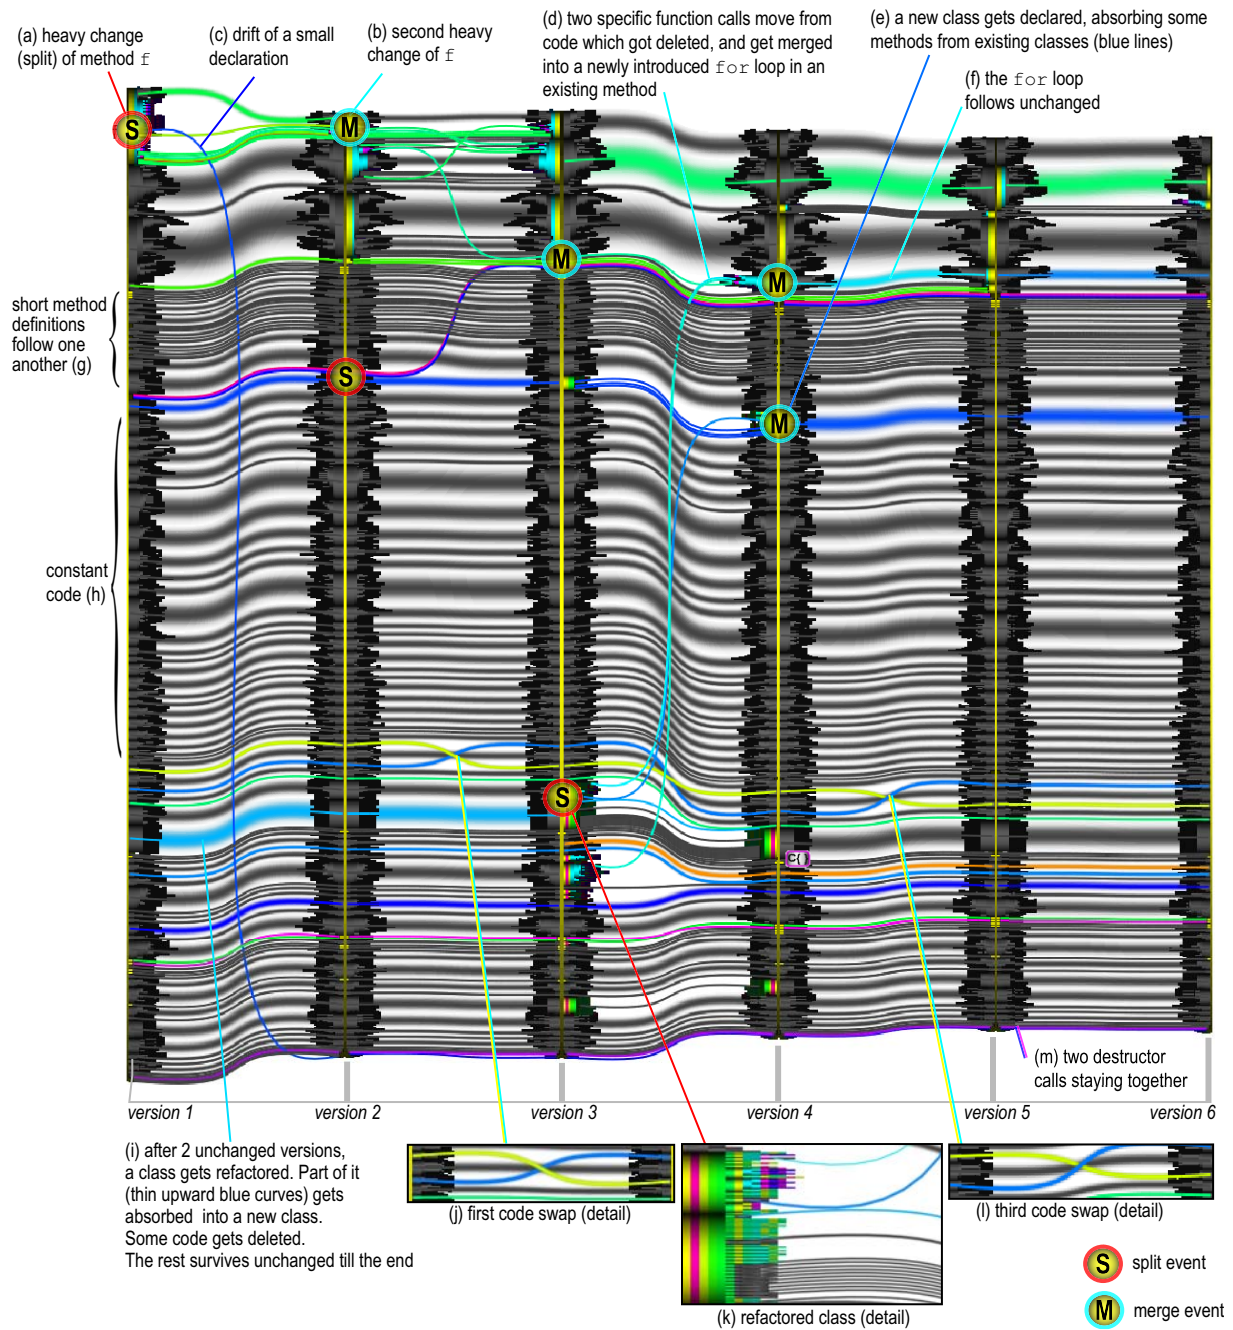 (a) heavy change
(split) of method f
(c) drift of a small
declaration
(b) second heavy
change of f
(d) two specific function calls move from
code which got deleted, and get merged
into a newly introduced for loop in an
existing method
(e) a new class gets declared, absorbing some
methods from existing classes (blue lines)
(f) the for loop
follows unchanged
S
M
M
M
short method
definitions
follow one
another (g)
S
M
constant
code (h)
S
C{}
(m) two destructor
calls staying together
version 1
version 2
version 3
version 4
version 5
version 6
(i) after 2 unchanged versions,
a class gets refactored. Part of it
(thin upward blue curves) gets
absorbed into a new class.
Some code gets deleted.
The rest survives unchanged till the end
(j) first code swap (detail)
(k) refactored class (detail)
(l) third code swap (detail)
S split event
M merge event